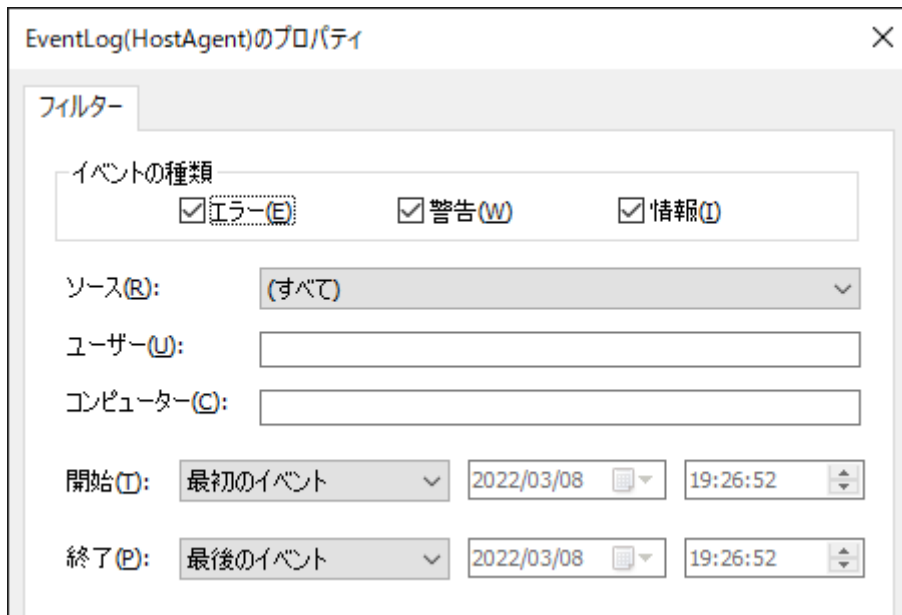 EventLog(HostAgent)のプロパティ
フィルター
イベントの種類
エラー(E) 警告(W) 情報(I)
ソース(R): (すべて)
ユーザー(U):
コンピューター(C):
開始(T): 最初のイベント 2022/03/08 19:26:52
終了(P): 最後のイベント 2022/03/08 19:26:52